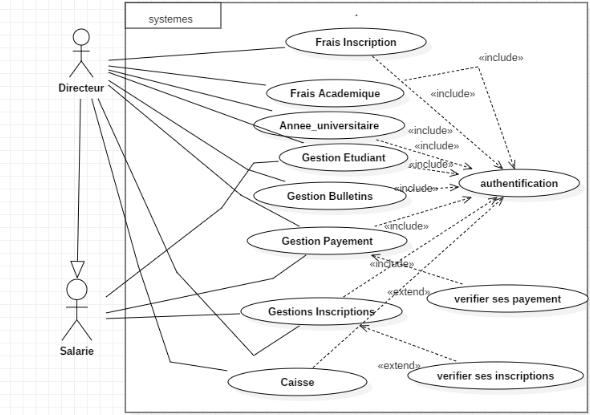 systemes
Frais Inscription
«include»
Directeur
Frais Academique
«include»
Annee_universitaire
«include»
«include»
Gestion Etudiant
«include»
authentification
Gestion Bulletins
«include»
«include»
Gestion Payement
«include»
«extend»
verifier ses payement
Gestions Inscriptions
Salarie
«extend»
verifier ses inscriptions
Caisse